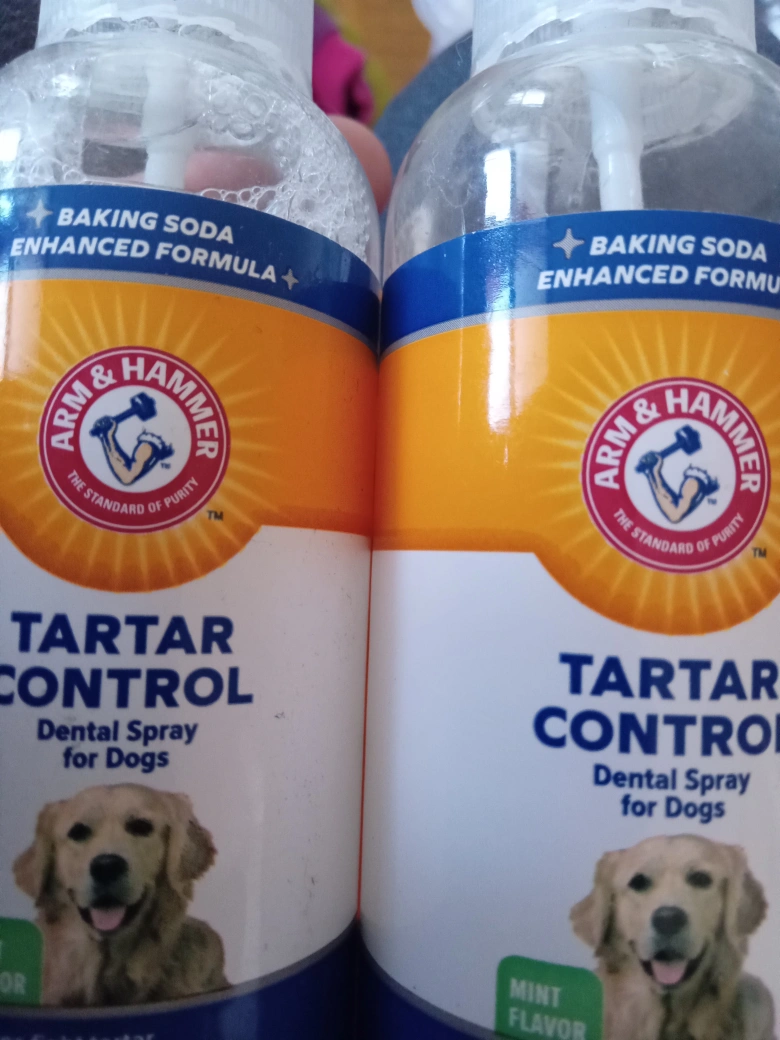 BAKING SODA
ENHANCED FORMULA
ARM & HAMMER
THE STANDARD OF PURITY
TM
TARTAR
CONTROL
Dental Spray
for Dogs
BAKING SODA
ENHANCED FORMU
ARM & HAMMER
THE STANDARD OF PURITY
TM
TARTAR
CONTROL
Dental Spray
for Dogs
MINT
FLAVOR